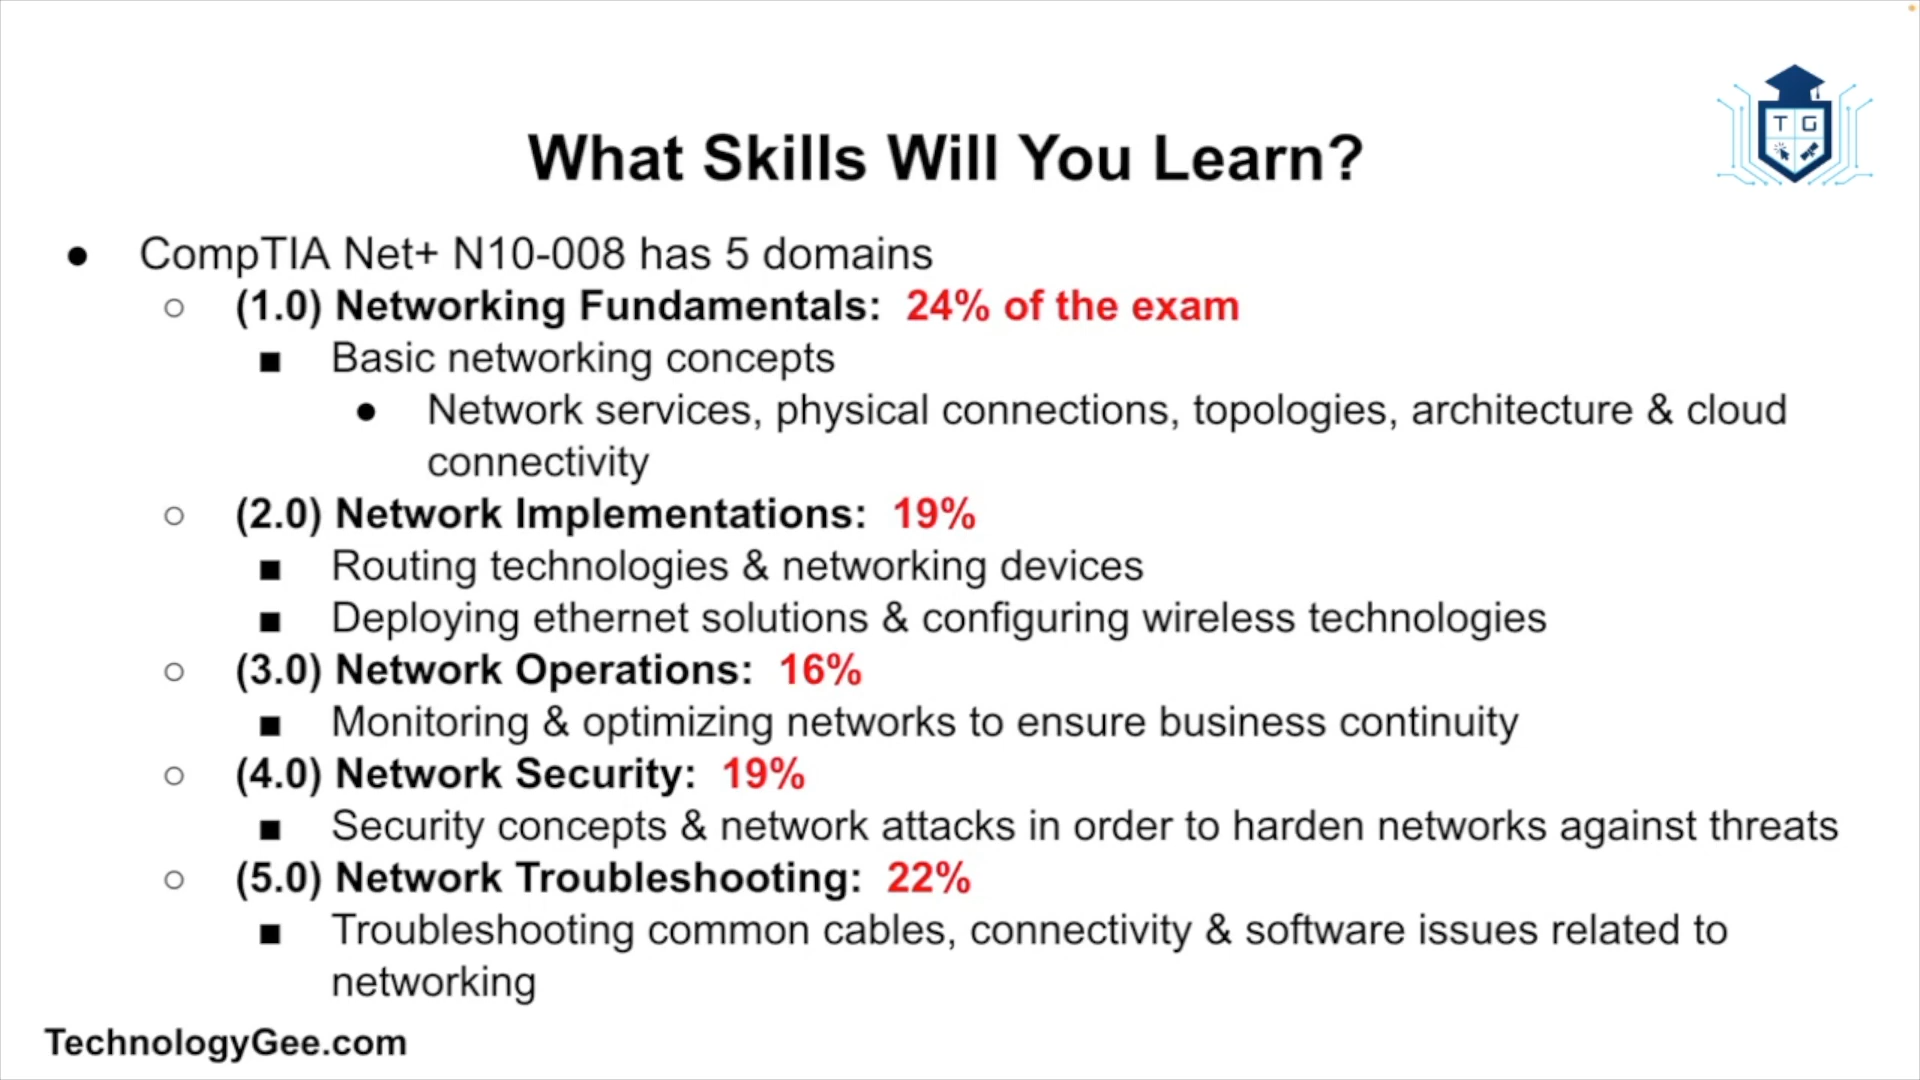 What Skills Will You Learn?
T G
● CompTIA Net+ N10-008 has 5 domains
○ (1.0) Networking Fundamentals: 24% of the exam
■ Basic networking concepts
● Network services, physical connections, topologies, architecture & cloud
connectivity
○ (2.0) Network Implementations: 19%
■ Routing technologies & networking devices
■ Deploying ethernet solutions & configuring wireless technologies
○ (3.0) Network Operations: 16%
■ Monitoring & optimizing networks to ensure business continuity
○ (4.0) Network Security: 19%
■ Security concepts & network attacks in order to harden networks against threats
○ (5.0) Network Troubleshooting: 22%
■ Troubleshooting common cables, connectivity & software issues related to
networking
TechnologyGee.com